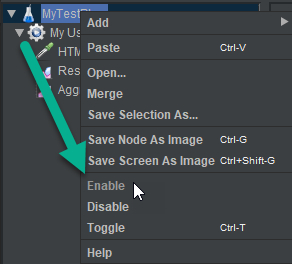 MyTest
Add
My Us
Paste Ctrl-V
HTM
Open...
Res
Merge
Agg
Save Selection As...
Save Node As Image Ctrl-G
Save Screen As Image Ctrl+Shift-G
Enable
Disable
Toggle Ctrl-T
Help